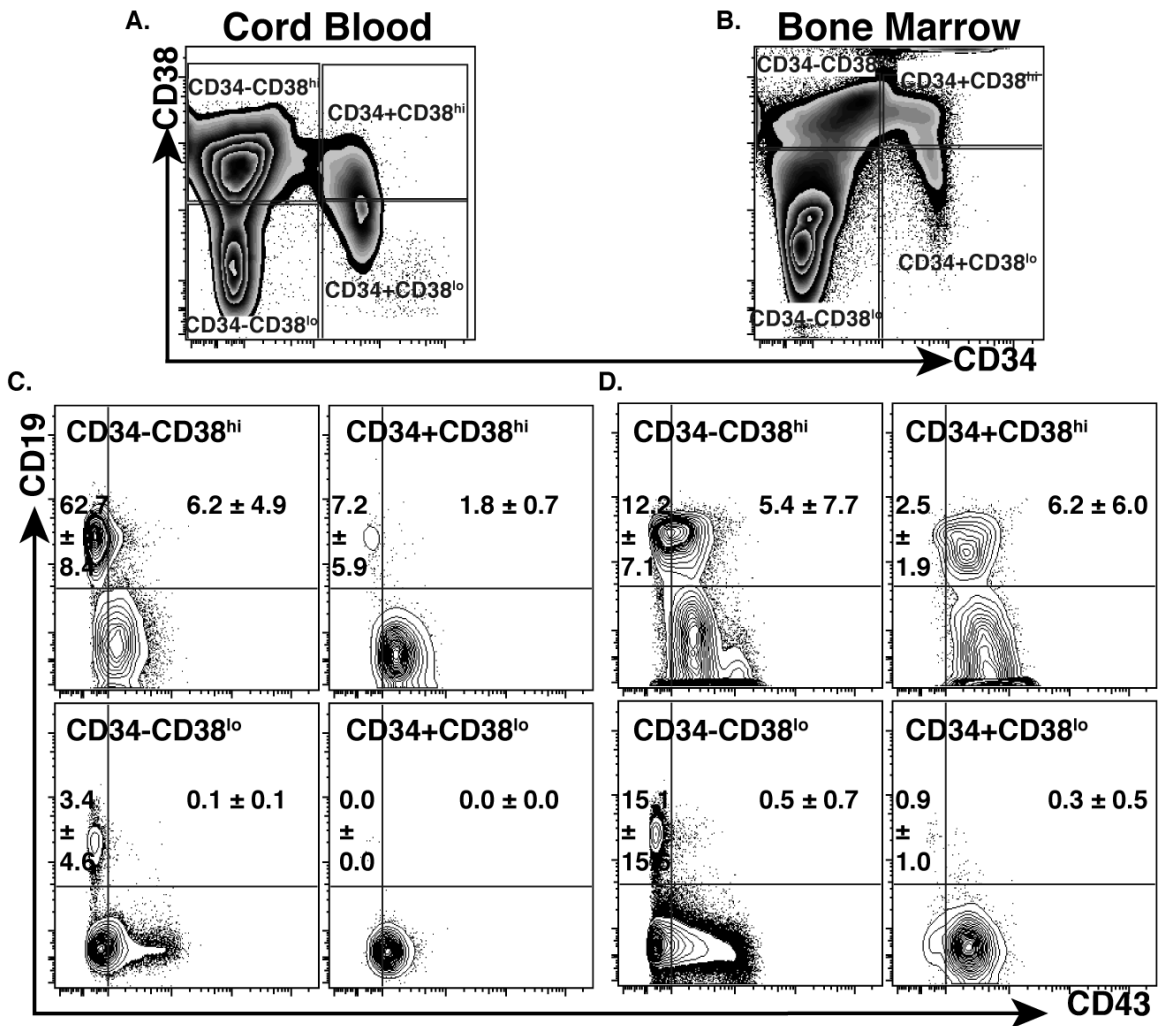 A.
Cord Blood
B.
Bone Marrow
CD38
CD34-CD38hi
CD34+CD38hi
CD34-CD38lo
CD34+CD38lo
CD34-CD38
CD34+CD38hi
CD34-CD38lo
CD34+CD38lo
CD34
C.
D.
CD19
CD34-CD38hi
62.7
±
8.4
6.2 ± 4.9
CD34+CD38hi
7.2
±
5.9
1.8 ± 0.7
CD34-CD38hi
12.2
±
7.1
5.4 ± 7.7
CD34+CD38hi
2.5
±
1.9
6.2 ± 6.0
CD34-CD38lo
3.4
±
4.6
0.1 ± 0.1
CD34+CD38lo
0.0
±
0.0
0.0 ± 0.0
CD34-CD38lo
15.1
±
0.5 ± 0.7
CD34+CD38lo
0.9
±
1.0
0.3 ± 0.5
CD43